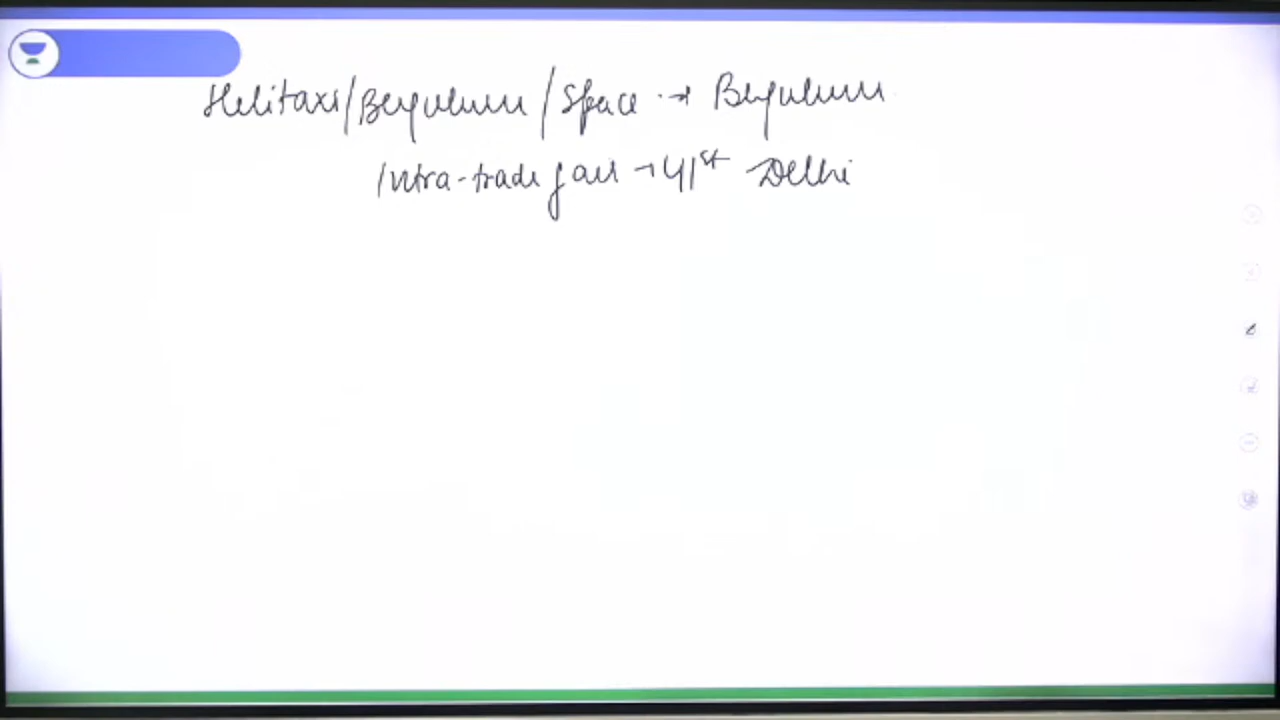 Helitaxi/Bengaluru/Space → Bengaluru
Intra-trade fair → 41st Delhi